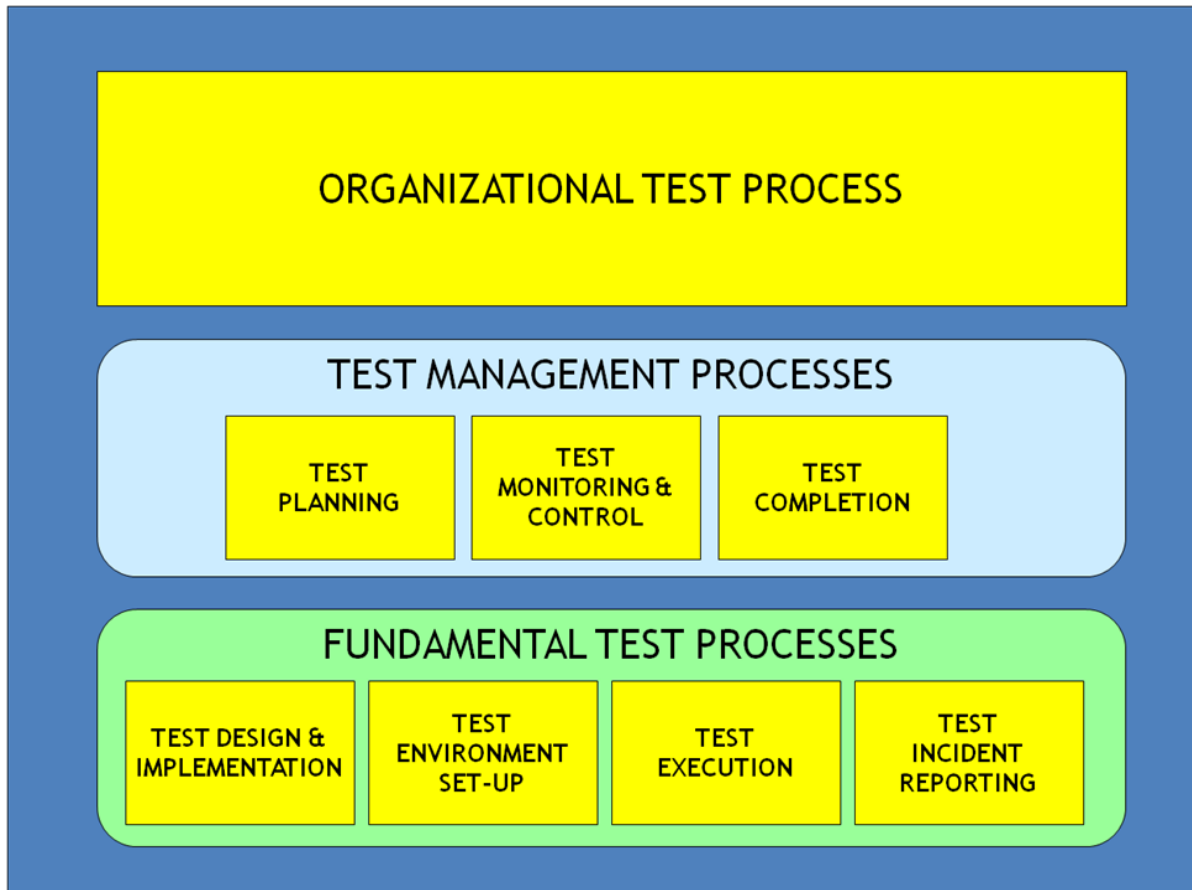 ORGANIZATIONAL TEST PROCESS
TEST MANAGEMENT PROCESSES
TEST
PLANNING
TEST
MONITORING &
CONTROL
TEST
COMPLETION
FUNDAMENTAL TEST PROCESSES
TEST DESIGN &
IMPLEMENTATION
TEST
ENVIRONMENT
SET-UP
TEST
EXECUTION
TEST
INCIDENT
REPORTING